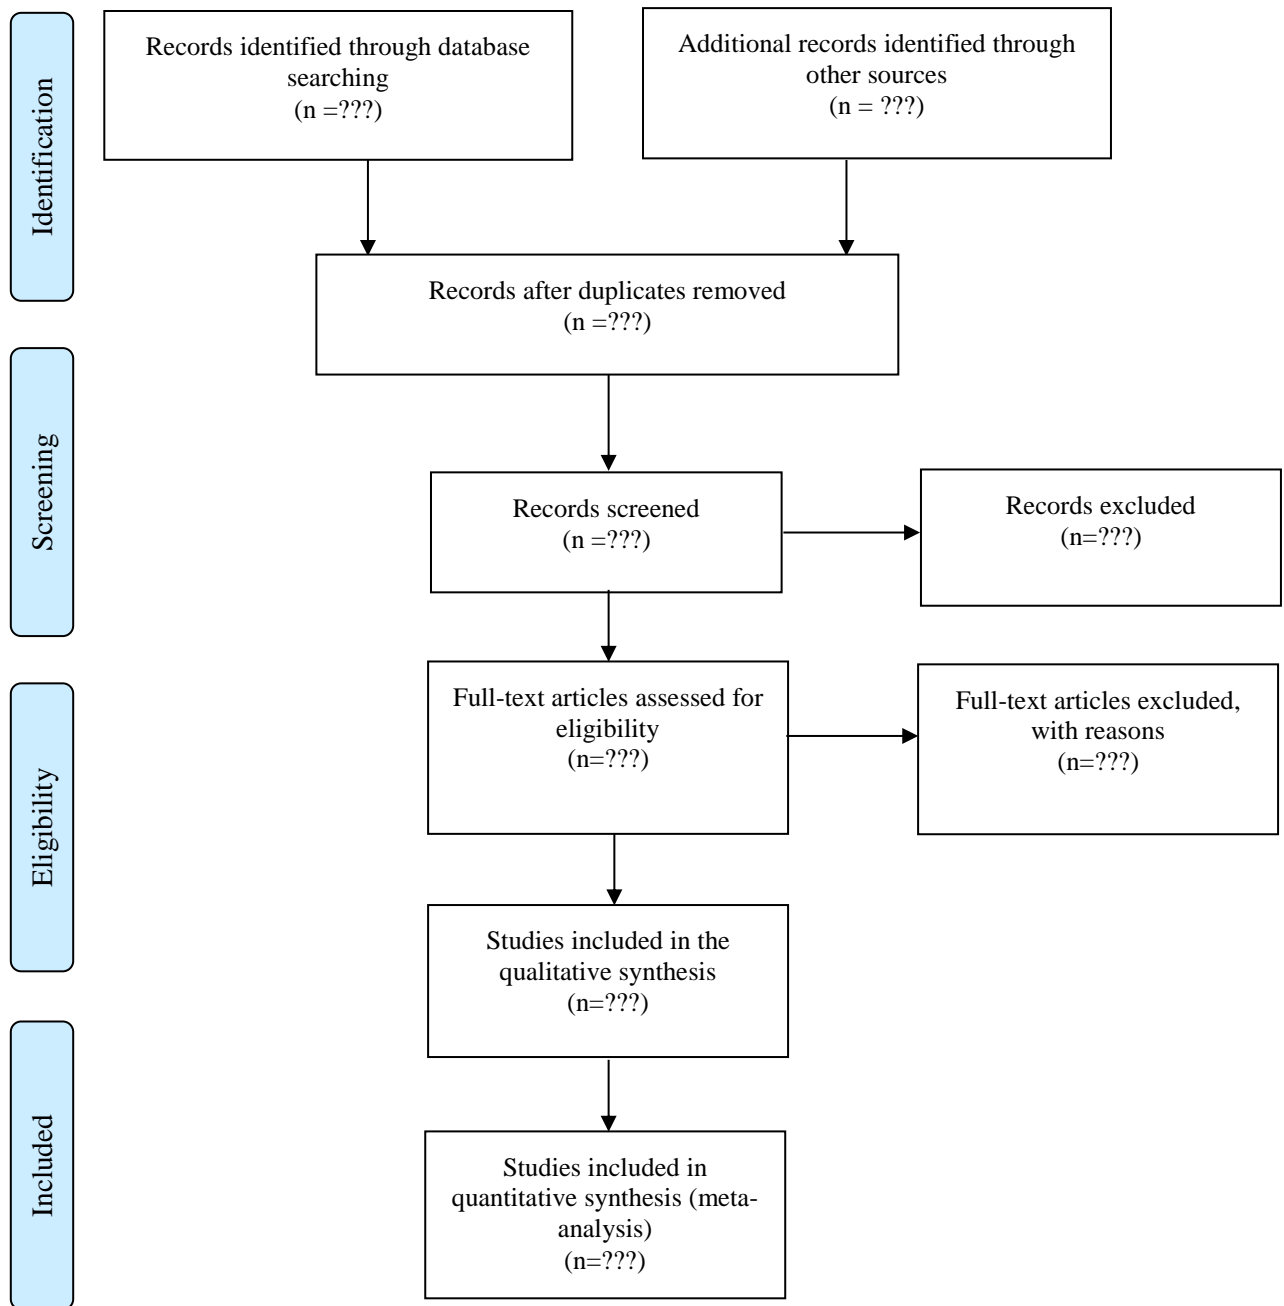 Identification
Records identified through database
searching
(n =???)
Additional records identified through
other sources
(n = ???)
Records after duplicates removed
(n =???)
Screening
Records screened
(n =???)
Records excluded
(n=???)
Eligibility
Full-text articles assessed for
eligibility
(n=???)
Full-text articles excluded,
with reasons
(n=???)
Studies included in the
qualitative synthesis
(n=???)
Included
Studies included in
quantitative synthesis (meta-
analysis)
(n=???)